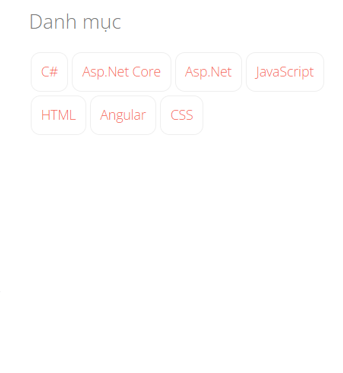 Danh mục
C# Asp.Net Core Asp.Net JavaScript
HTML Angular CSS